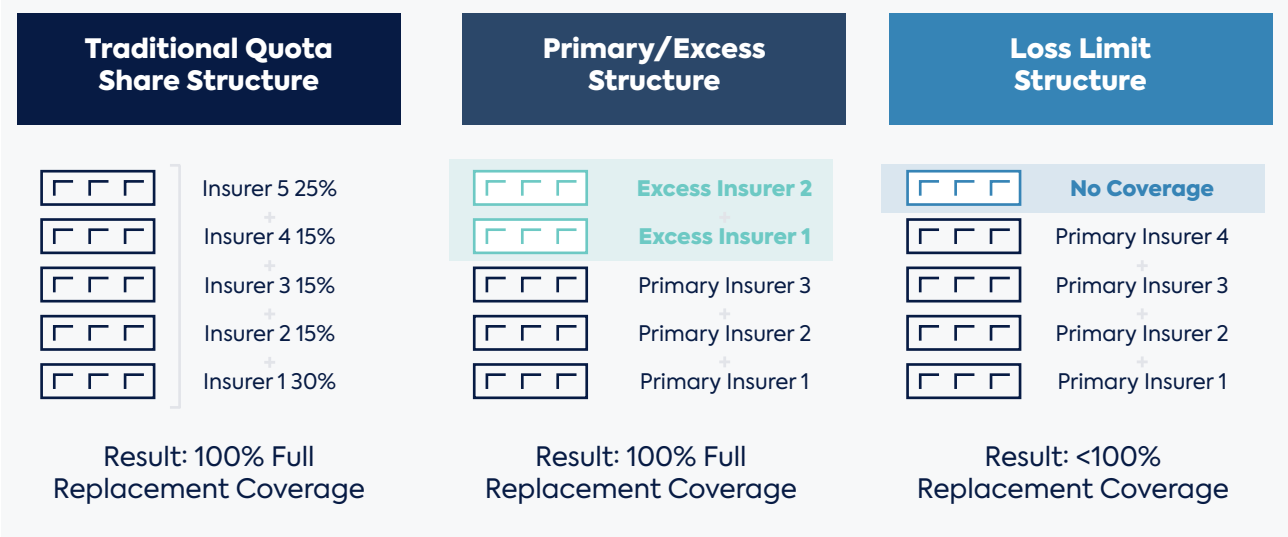 Traditional Quota
Share Structure
Insurer 5 25%
+
Insurer 4 15%
+
Insurer 3 15%
+
Insurer 2 15%
+
Insurer 1 30%
Result: 100% Full
Replacement Coverage
Primary/Excess
Structure
Excess Insurer 2
+
Excess Insurer 1
Primary Insurer 3
+
Primary Insurer 2
+
Primary Insurer 1
Result: 100% Full
Replacement Coverage
Loss Limit
Structure
No Coverage
Primary Insurer 4
+
Primary Insurer 3
+
Primary Insurer 2
+
Primary Insurer 1
Result: <100%
Replacement Coverage